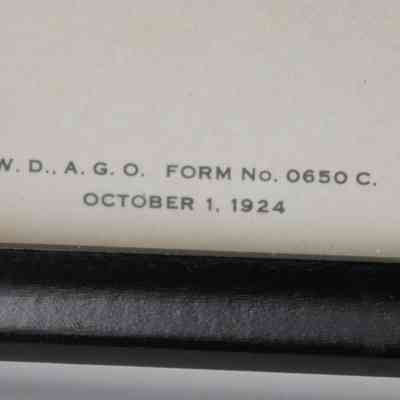 W. D., A. G. O. FORM No. 0650 C.
OCTOBER 1, 1924